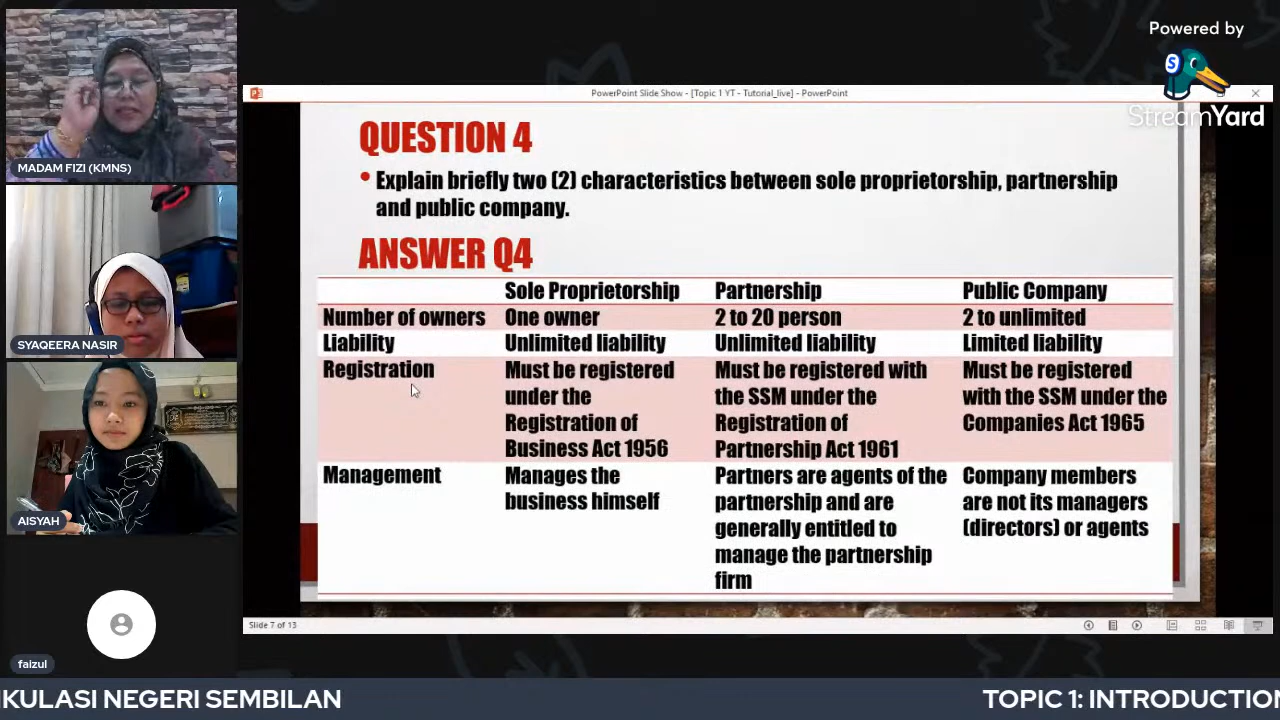 Powered by
StreamYard
PowerPoint Slide Show - [Topic 1 YT - Tutorial_live] - PowerPoint
MADAM FIZI (KMNS)
SYAQEERA NASIR
AISYAH
faizul
QUESTION 4
• Explain briefly two (2) characteristics between sole proprietorship, partnership
and public company.
ANSWER Q4
Sole Proprietorship Partnership Public Company
Number of owners One owner 2 to 20 person 2 to unlimited
Liability Unlimited liability Unlimited liability Limited liability
Registration Must be registered Must be registered with Must be registered
under the the SSM under the with the SSM under the
Registration of Registration of Companies Act 1965
Business Act 1956 Partnership Act 1961
Management Manages the Partners are agents of the Company members
business himself partnership and are are not its managers
generally entitled to (directors) or agents
manage the partnership
firm
Slide 7 of 13
IKULASI NEGERI SEMBILAN TOPIC 1: INTRODUCTION